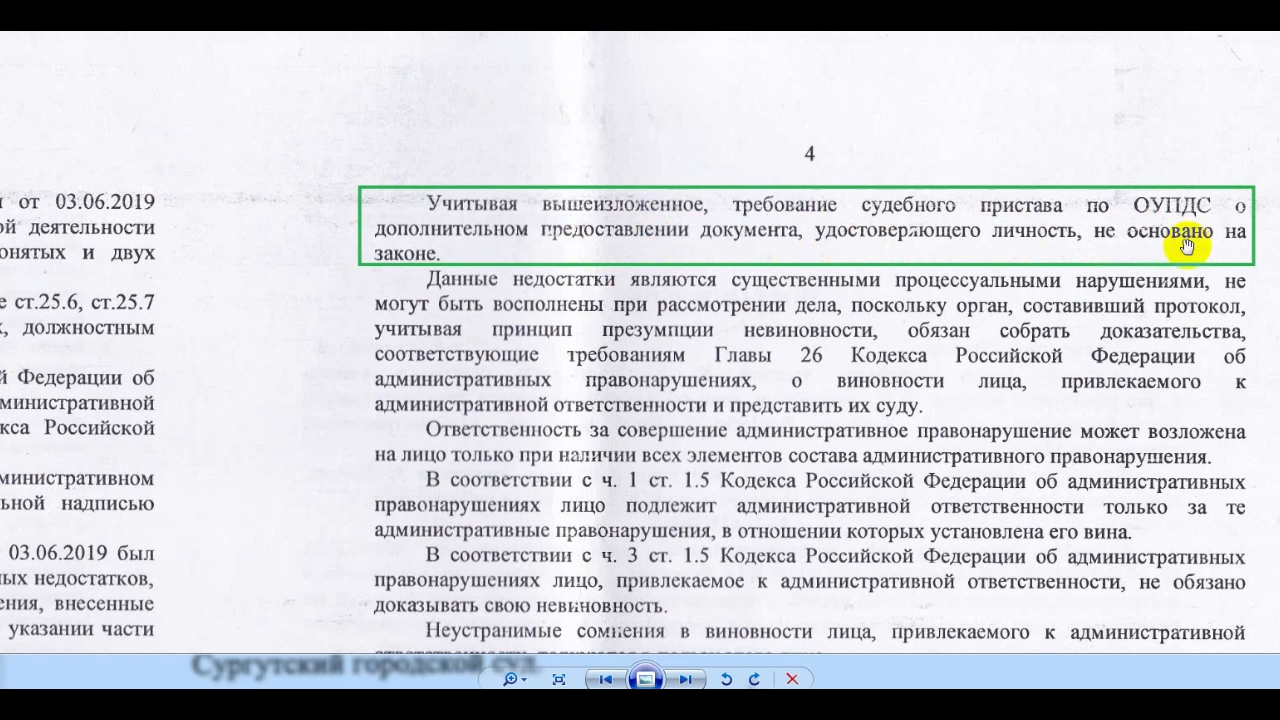 и от 03.06.2019
ой деятельности
онятых и двух
е ст.25.6, ст.25.7
х, должностным
й Федерации об
министративной
кса Российской
министративном
ьной надписью
03.06.2019 был
ных недостатков,
ения, внесенные
указании части
4
Учитывая вышеизложенное, требование судебного пристава по ОУПДС о
дополнительном предоставлении документа, удостоверяющего личность, не основано на
законе.
Данные недостатки являются существенными процессуальными нарушениями, не
могут быть восполнены при рассмотрении дела, поскольку орган, составивший протокол,
учитывая принцип презумпции невиновности, обязан собрать доказательства,
соответствующие требованиям Главы 26 Кодекса Российской Федерации об
административных правонарушениях, о виновности лица, привлекаемого к
административной ответственности и представить их суду.
Ответственность за совершение административное правонарушение может возложена
на лицо только при наличии всех элементов состава административного правонарушения.
В соответствии с ч. 1 ст. 1.5 Кодекса Российской Федерации об административных
правонарушениях лицо подлежит административной ответственности только за те
административные правонарушения, в отношении которых установлена его вина.
В соответствии с ч. 3 ст. 1.5 Кодекса Российской Федерации об административных
правонарушениях лицо, привлекаемое к административной ответственности, не обязано
доказывать свою невиновность.
Неустранимые сомнения в виновности лица, привлекаемого к административной
Сургутский городской суд.